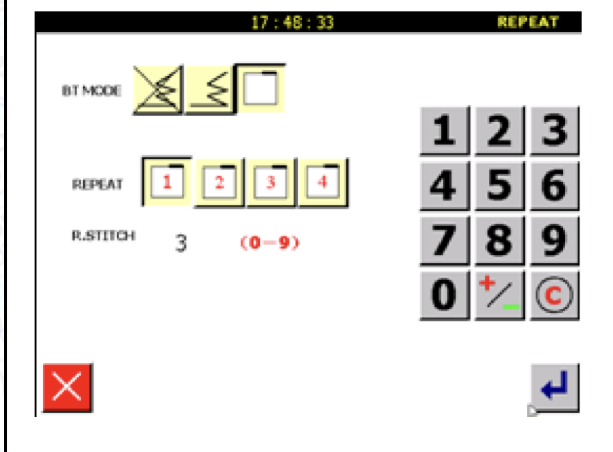 17 : 48 : 33 REPEAT
BT MODE
1 2 3
REPEAT 1 2 3 4
4 5 6
R.STITCH 3 (0-9)
7 8 9
0 +/- C